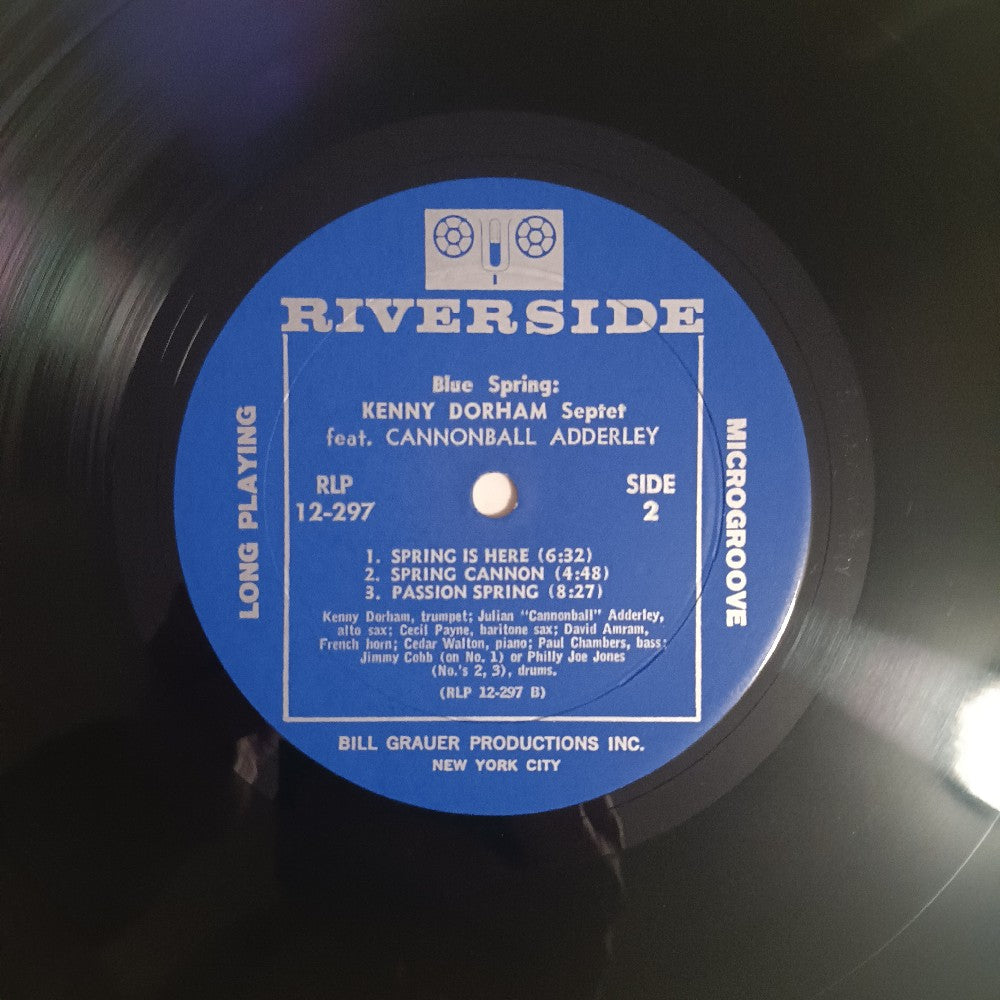 RIVERSIDE
Blue Spring:
KENNY DORHAM Septet
feat. CANNONBALL ADDERLEY
LONG PLAYING
RLP
12-297
SIDE
2
MICROGROOVE
1. SPRING IS HERE (6:32)
2. SPRING CANNON (4:48)
3. PASSION SPRING (8:27)
Kenny Dorham, trumpet; Julian "Cannonball" Adderley,
alto sax; Cecil Payne, baritone sax; David Amram,
French horn; Cedar Walton, piano; Paul Chambers, bass;
Jimmy Cobb (on No. 1) or Philly Joe Jones
(No.'s 2, 3), drums.
(RLP 12-297 B)
BILL GRAUER PRODUCTIONS INC.
NEW YORK CITY